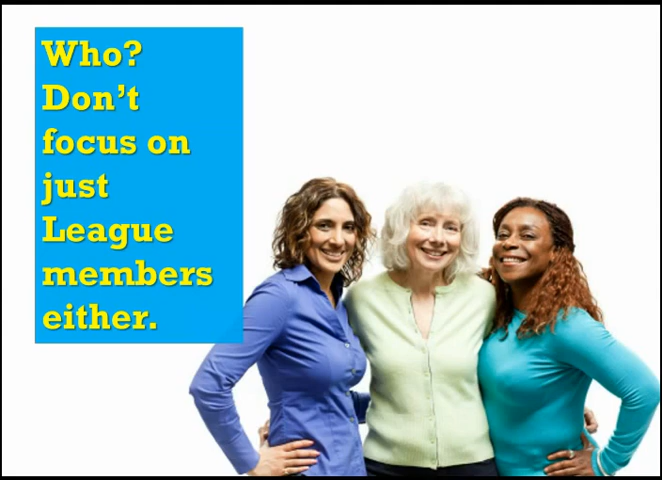 Who?
Don’t
focus on
just
League
members
either.